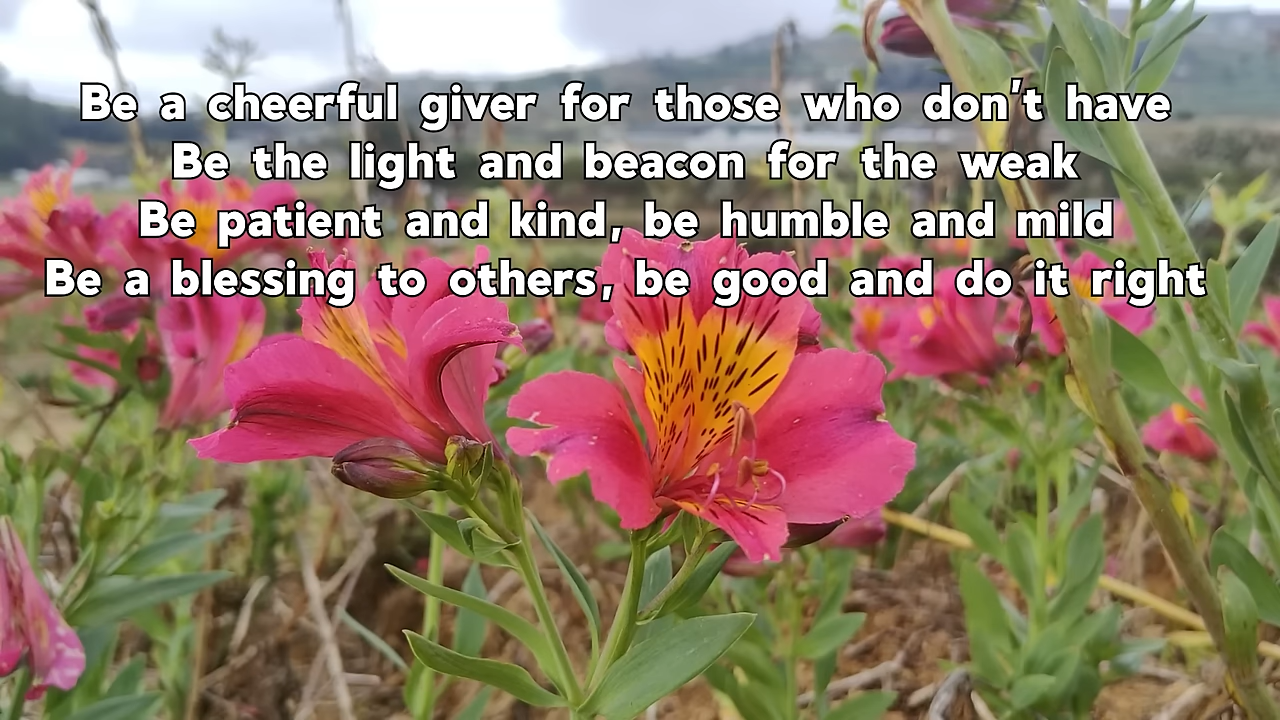 Be a cheerful giver for those who don't have
Be the light and beacon for the weak
Be patient and kind, be humble and mild
Be a blessing to others, be good and do it right